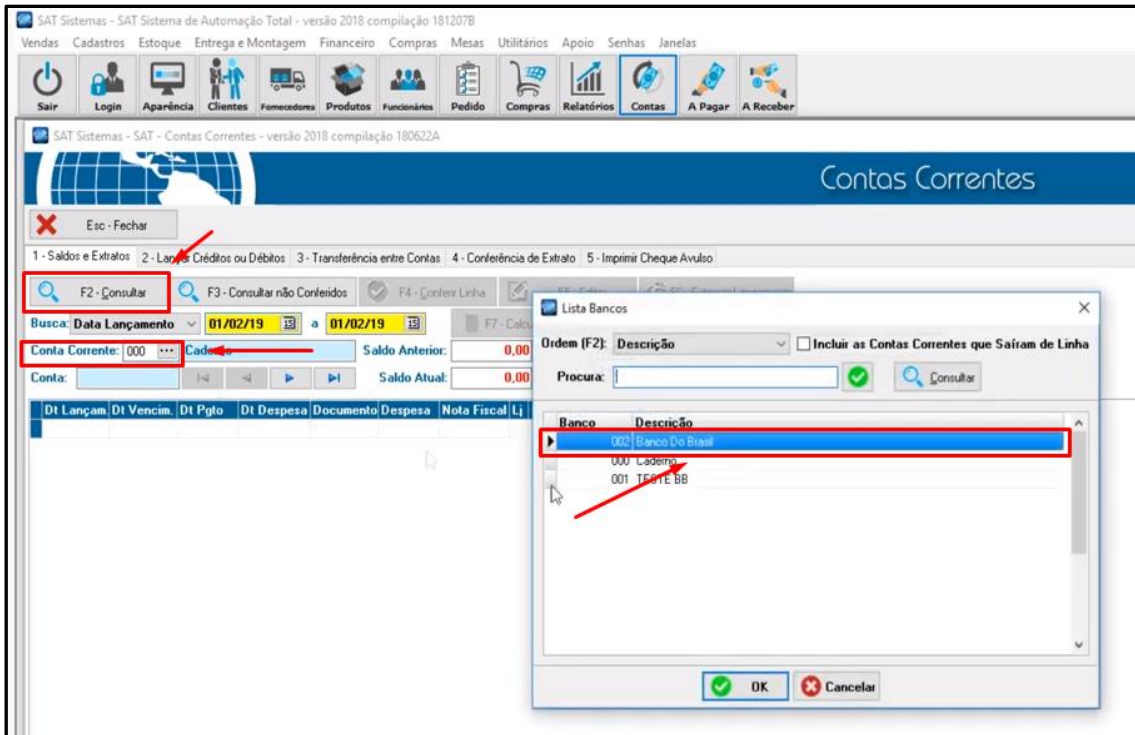 SAT Sistemas - SAT Sistema de Automação Total - versão 2018 compilação 181207B
Vendas Cadastros Estoque Entrega e Montagem Financeiro Compras Mesas Utilitários Apoio Senhas Janelas
Sair Login Aparência Clientes Fornecedores Produtos Funcionários Pedido Compras Relatórios Contas A Pagar A Receber
SAT Sistemas - SAT - Contas Correntes - versão 2018 compilação 180622A
Contas Correntes
Esc - Fechar
1 - Saldos e Extratos 2 - Lançar Créditos ou Débitos 3 - Transferência entre Contas 4 - Conferência de Extrato 5 - Imprimir Cheque Avulso
F2 - Consultar F3 - Consultar não Conferidos F4 - Conferir Linha
Busca: Data Lançamento 01/02/19 15 a 01/02/19 15 F7 - Calcu
Conta Corrente: 000 ... Caderno Saldo Anterior: 0,00
Conta: Saldo Atual: 0,00
Dt Lançam. Dt Vencim. Dt Pgto Dt Despesa Documento Despesa Nota Fiscal Lj
Lista Bancos
Ordem (F2): Descrição Incluir as Contas Correntes que Saíram de Linha
Procura: Consultar
Banco Descrição
002 Banco Do Brasil
000 Caderno
001 TESTE BB
OK Cancelar